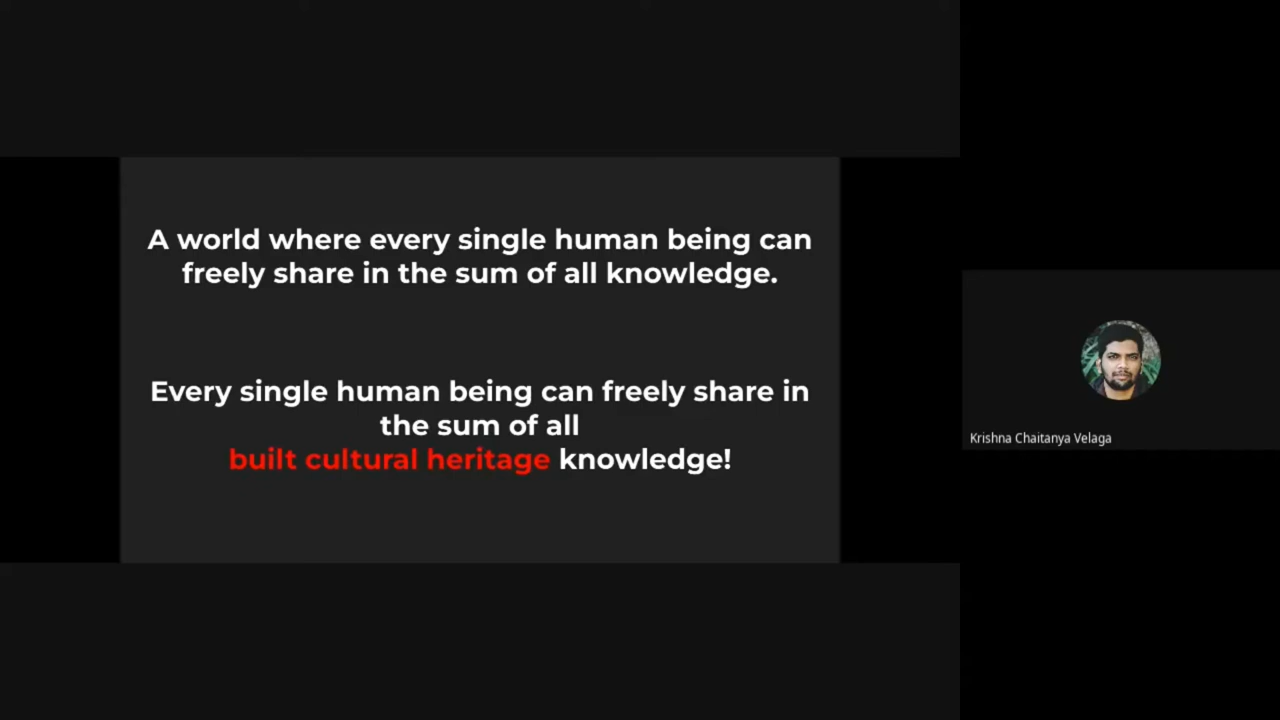 A world where every single human being can
freely share in the sum of all knowledge.
Every single human being can freely share in
the sum of all
built cultural heritage knowledge!
Krishna Chaitanya Velaga